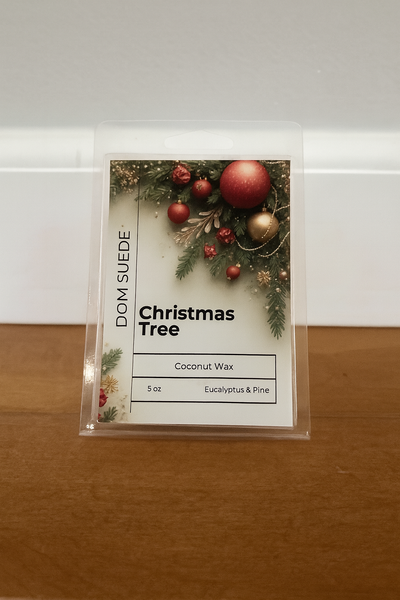 DOM SUEDE
Christmas
Tree
Coconut Wax
5 oz Eucalyptus & Pine